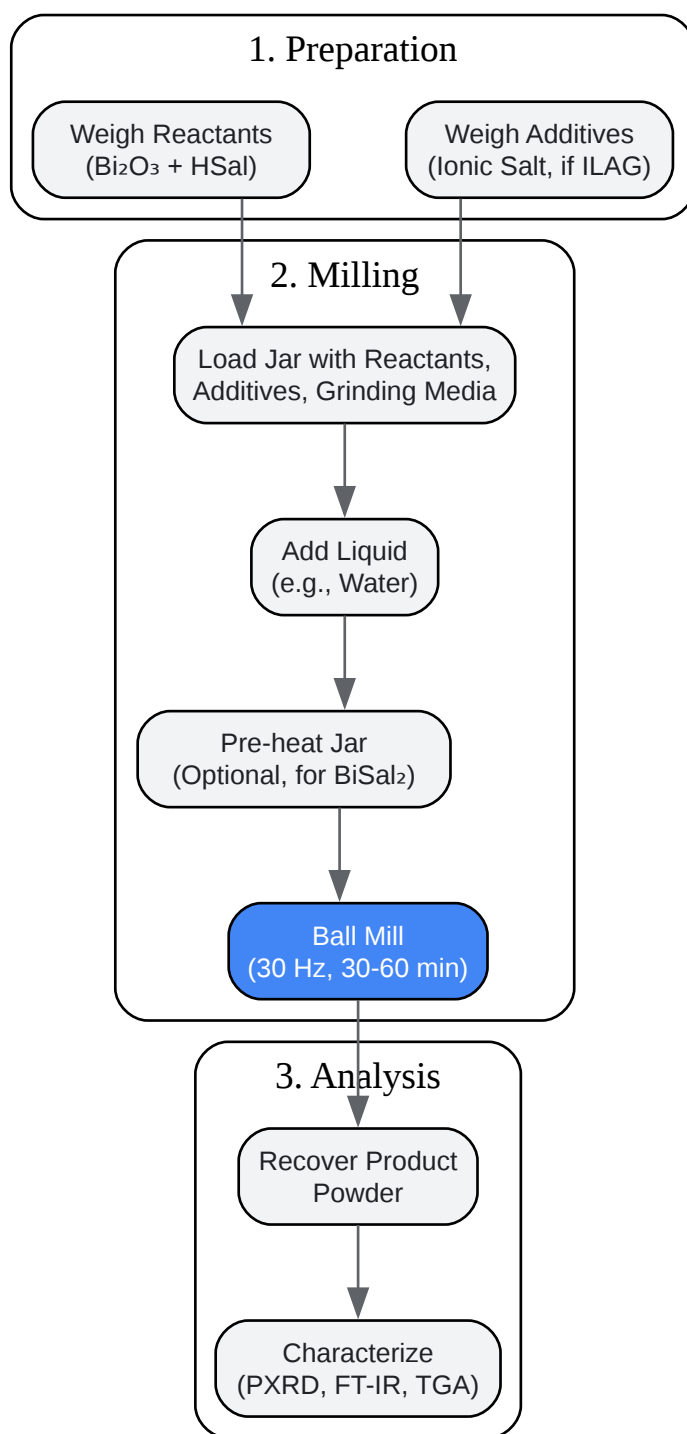 1. Preparation
Weigh Reactants
(Bi₂O₃ + HSal)
Weigh Additives
(Ionic Salt, if ILAG)
2. Milling
Load Jar with Reactants,
Additives, Grinding Media
Add Liquid
(e.g., Water)
Pre-heat Jar
(Optional, for BiSal₂)
Ball Mill
(30 Hz, 30-60 min)
3. Analysis
Recover Product
Powder
Characterize
(PXRD, FT-IR, TGA)